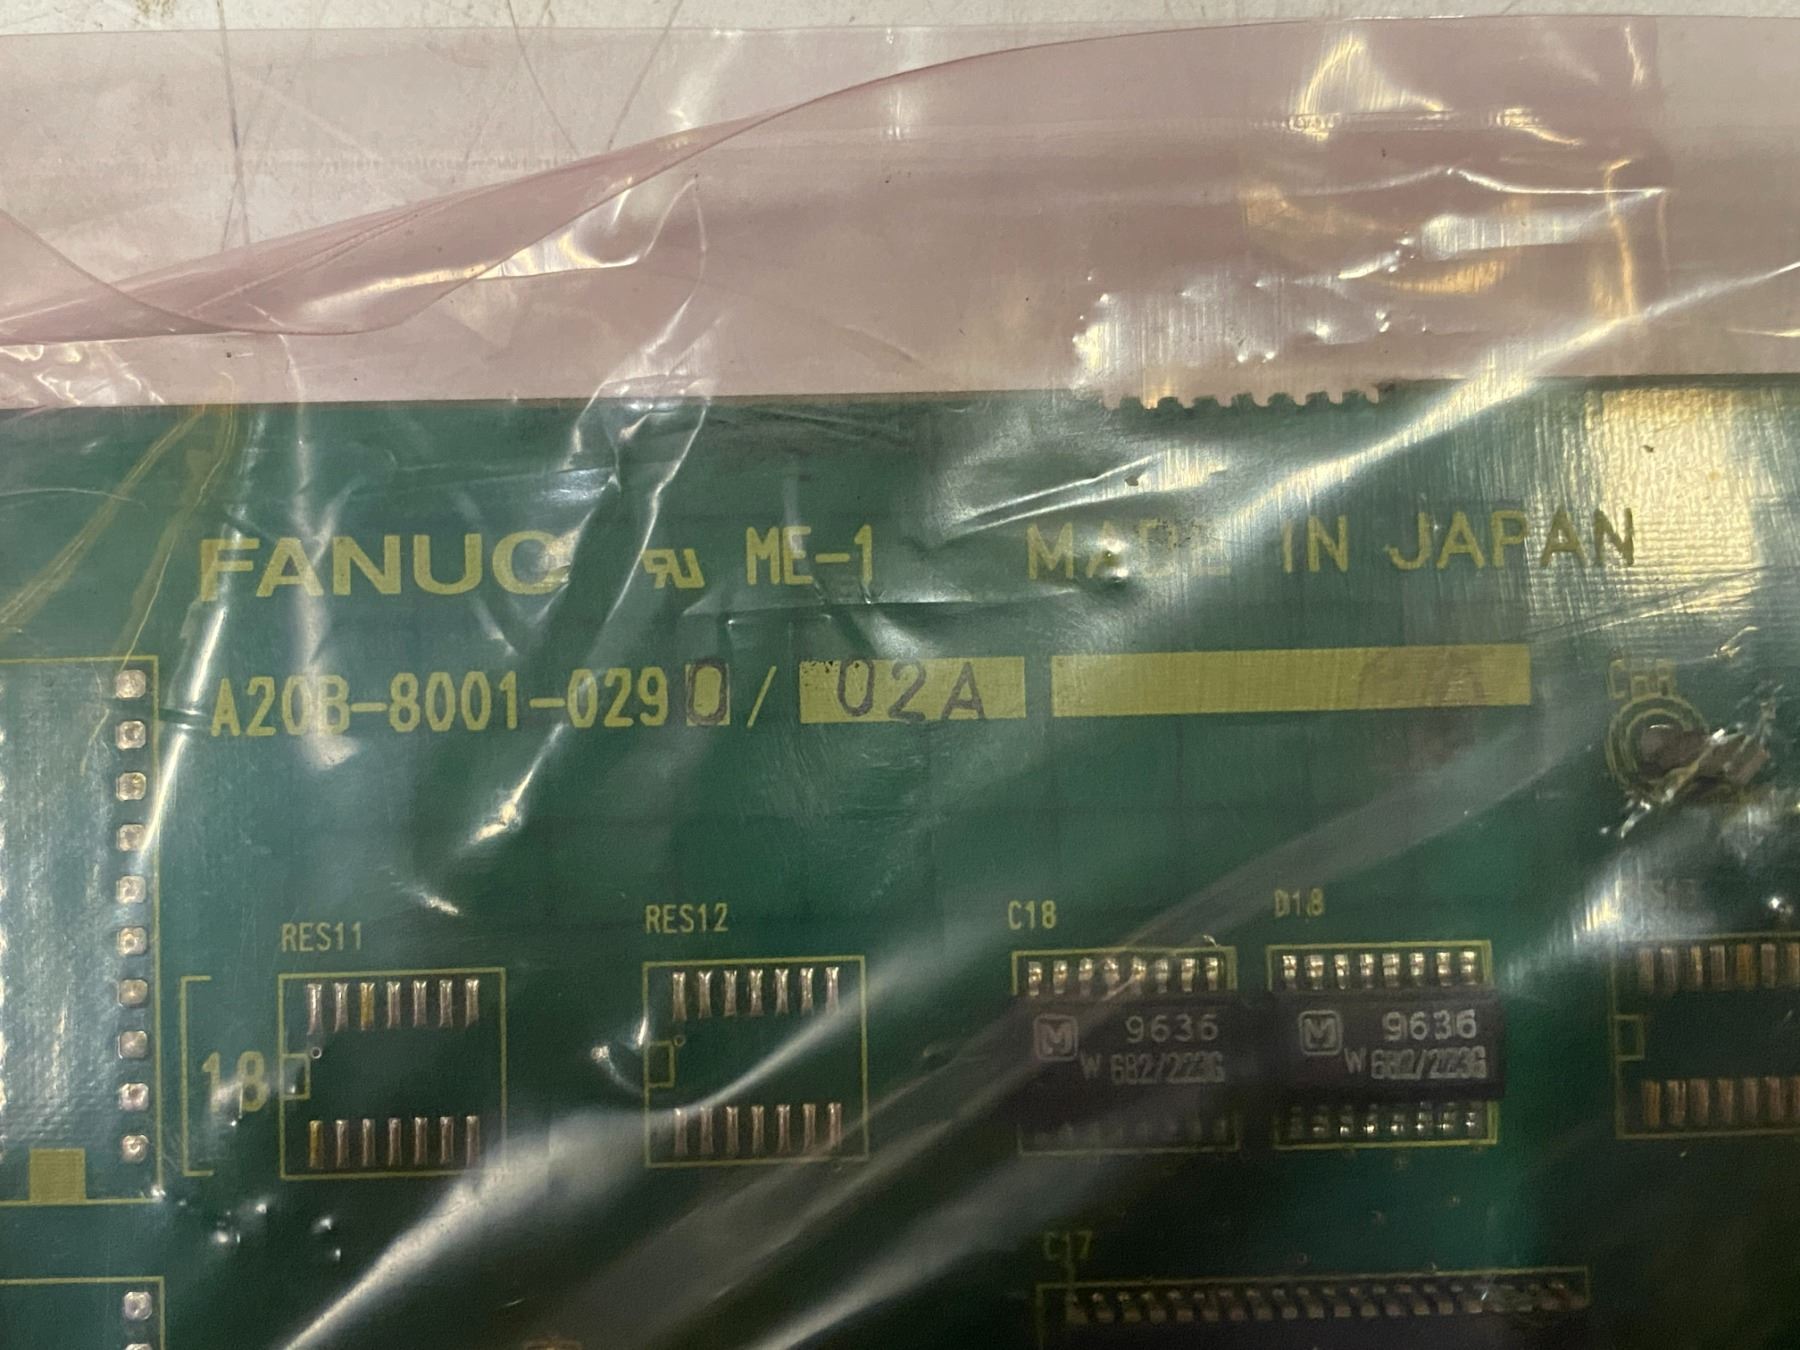 FANUC RU ME-1 MADE IN JAPAN
A20B-8001-0290/ 02A
RES11
RES12
C18
D18
18
M 9636
W 682/223G
M 9636
W 682/223G
C17